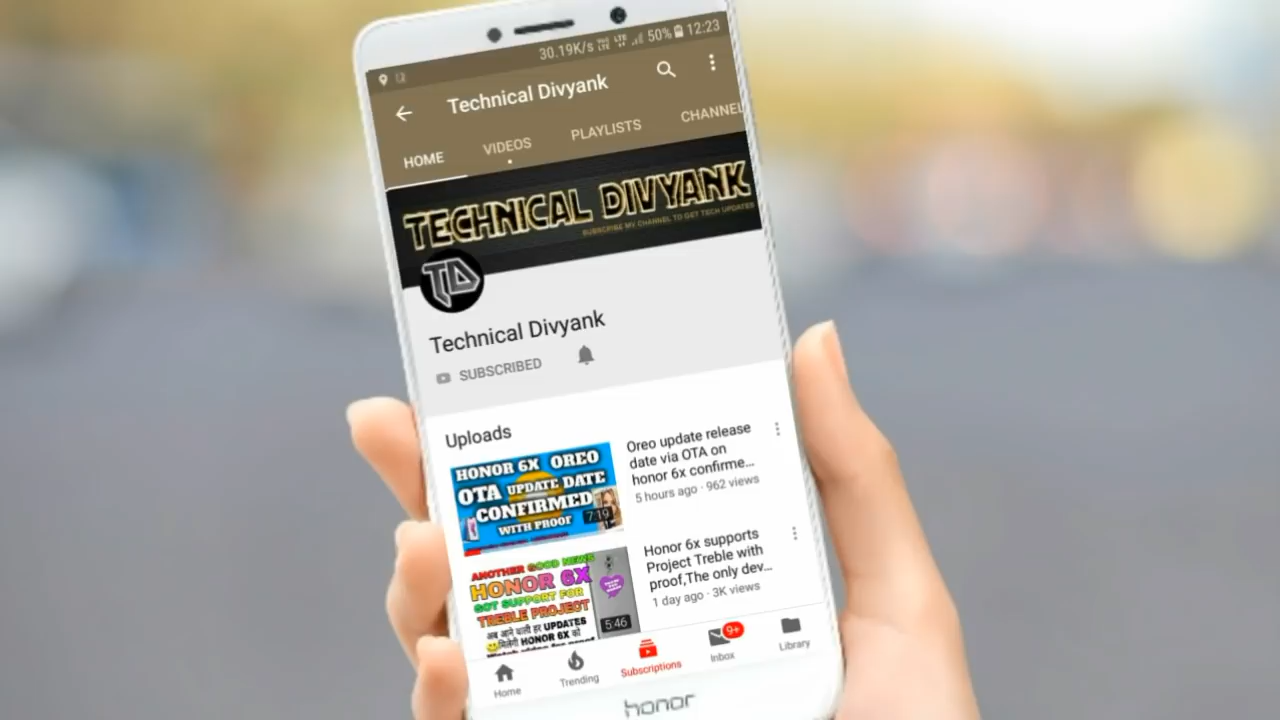 30.19K/s 50% 12:23
Technical Divyank
HOME VIDEOS PLAYLISTS CHANNEL
TECHNICAL DIVYANK
SUBSCRIBE MY CHANNEL TO GET TECH UPDATES
TD
Technical Divyank
SUBSCRIBED
Uploads
HONOR 6X OREO
OTA UPDATE DATE
CONFIRMED
WITH PROOF
7:19
Oreo update release
date via OTA on
honor 6x confirme...
5 hours ago · 962 views
ANOTHER GOOD NEWS
HONOR 6X
GOT SUPPORT FOR
TREBLE PROJECT
अब आने वाली हर UPDATES
मिलेगी HONOR 6X को
5:46
Honor 6x supports
Project Treble with
proof,The only dev...
1 day ago · 3K views
Home Trending Subscriptions Inbox 9+ Library
honor